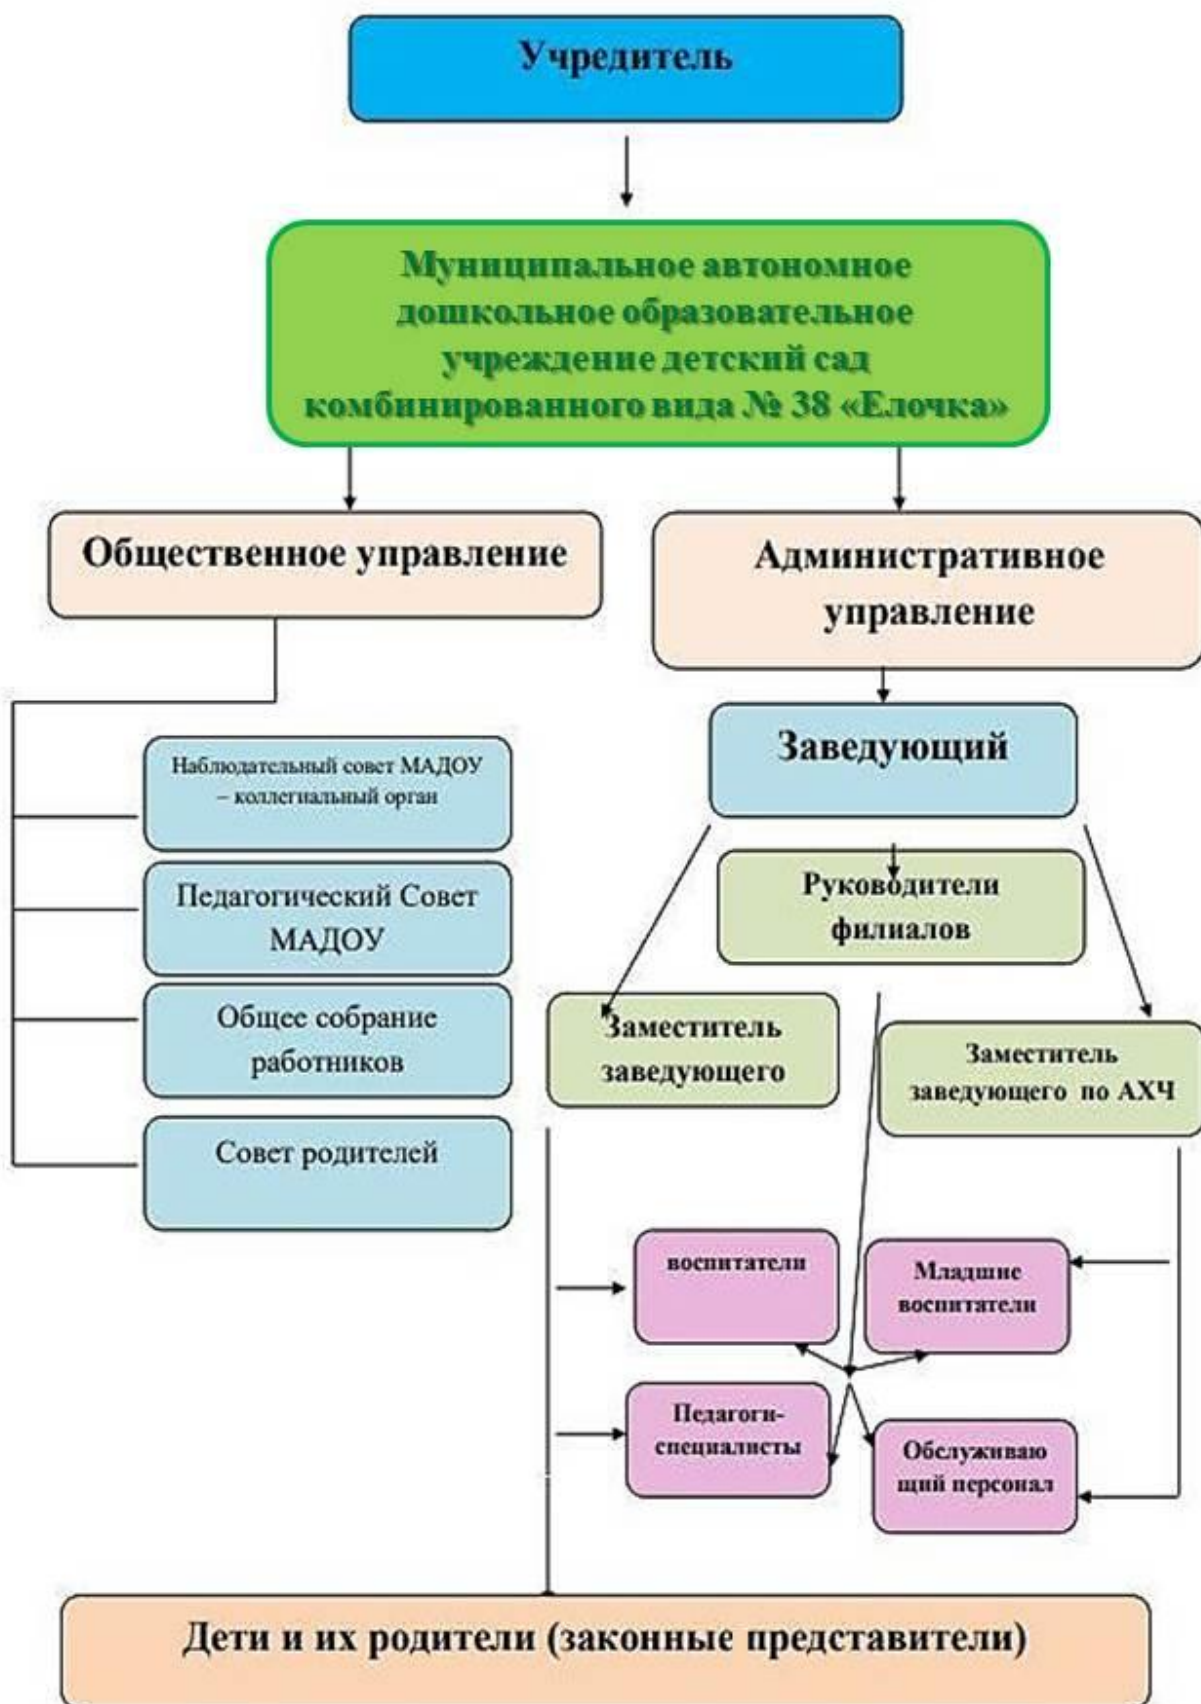 Учредитель
Муниципальное автономное
дошкольное образовательное
учреждение детский сад
комбинированного вида № 38 «Елочка»
Общественное управление
Административное
управление
Наблюдательный совет МАДОУ
– коллегиальный орган
Педагогический Совет
МАДОУ
Общее собрание
работников
Совет родителей
Заведующий
Руководители
филиалов
Заместитель
заведующего
Заместитель
заведующего по АХЧ
воспитатели
Младшие
воспитатели
Педагоги-
специалисты
Обслуживаю
щий персонал
Дети и их родители (законные представители)